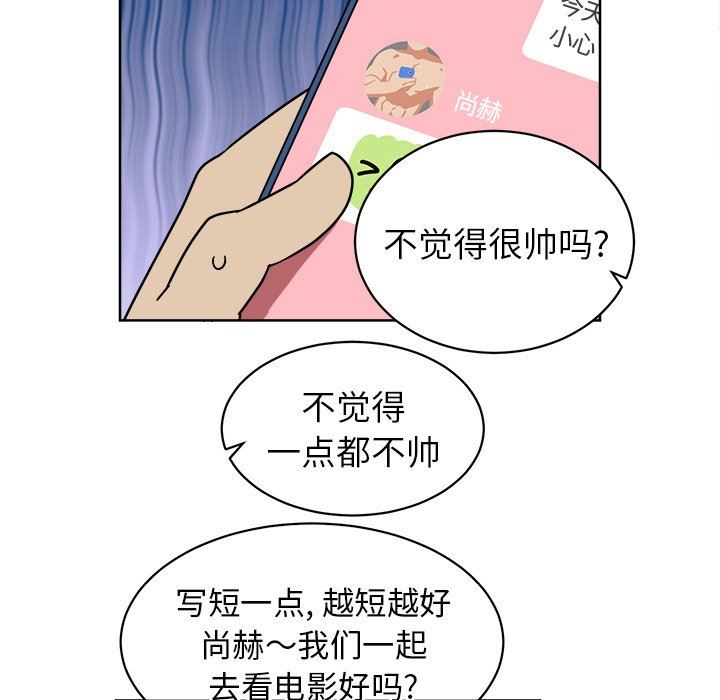 今天
小心
尚赫
不觉得很帅吗?
不觉得
一点都不帅
写短一点, 越短越好
尚赫~我们一起
去看电影好吗?